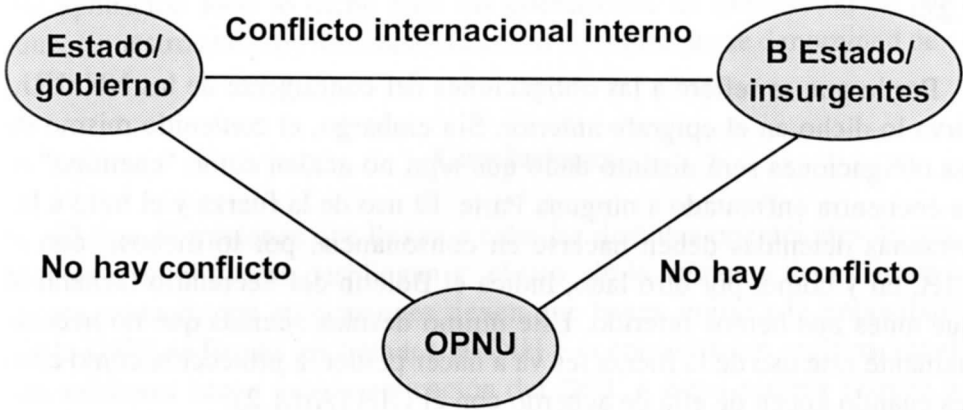 Conflicto internacional interno
Estado/
gobierno
B Estado/
insurgentes
No hay conflicto
No hay conflicto
OPNU